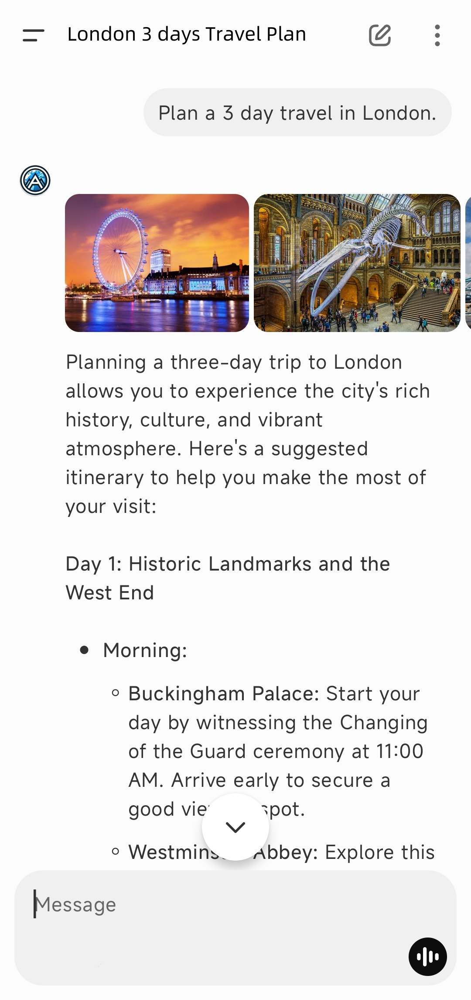 London 3 days Travel Plan
Plan a 3 day travel in London.
Planning a three-day trip to London
allows you to experience the city's rich
history, culture, and vibrant
atmosphere. Here's a suggested
itinerary to help you make the most of
your visit:
Day 1: Historic Landmarks and the
West End
Morning:
Buckingham Palace: Start your
day by witnessing the Changing
of the Guard ceremony at 11:00
AM. Arrive early to secure a
good spot.
Abbey: Explore this
Message